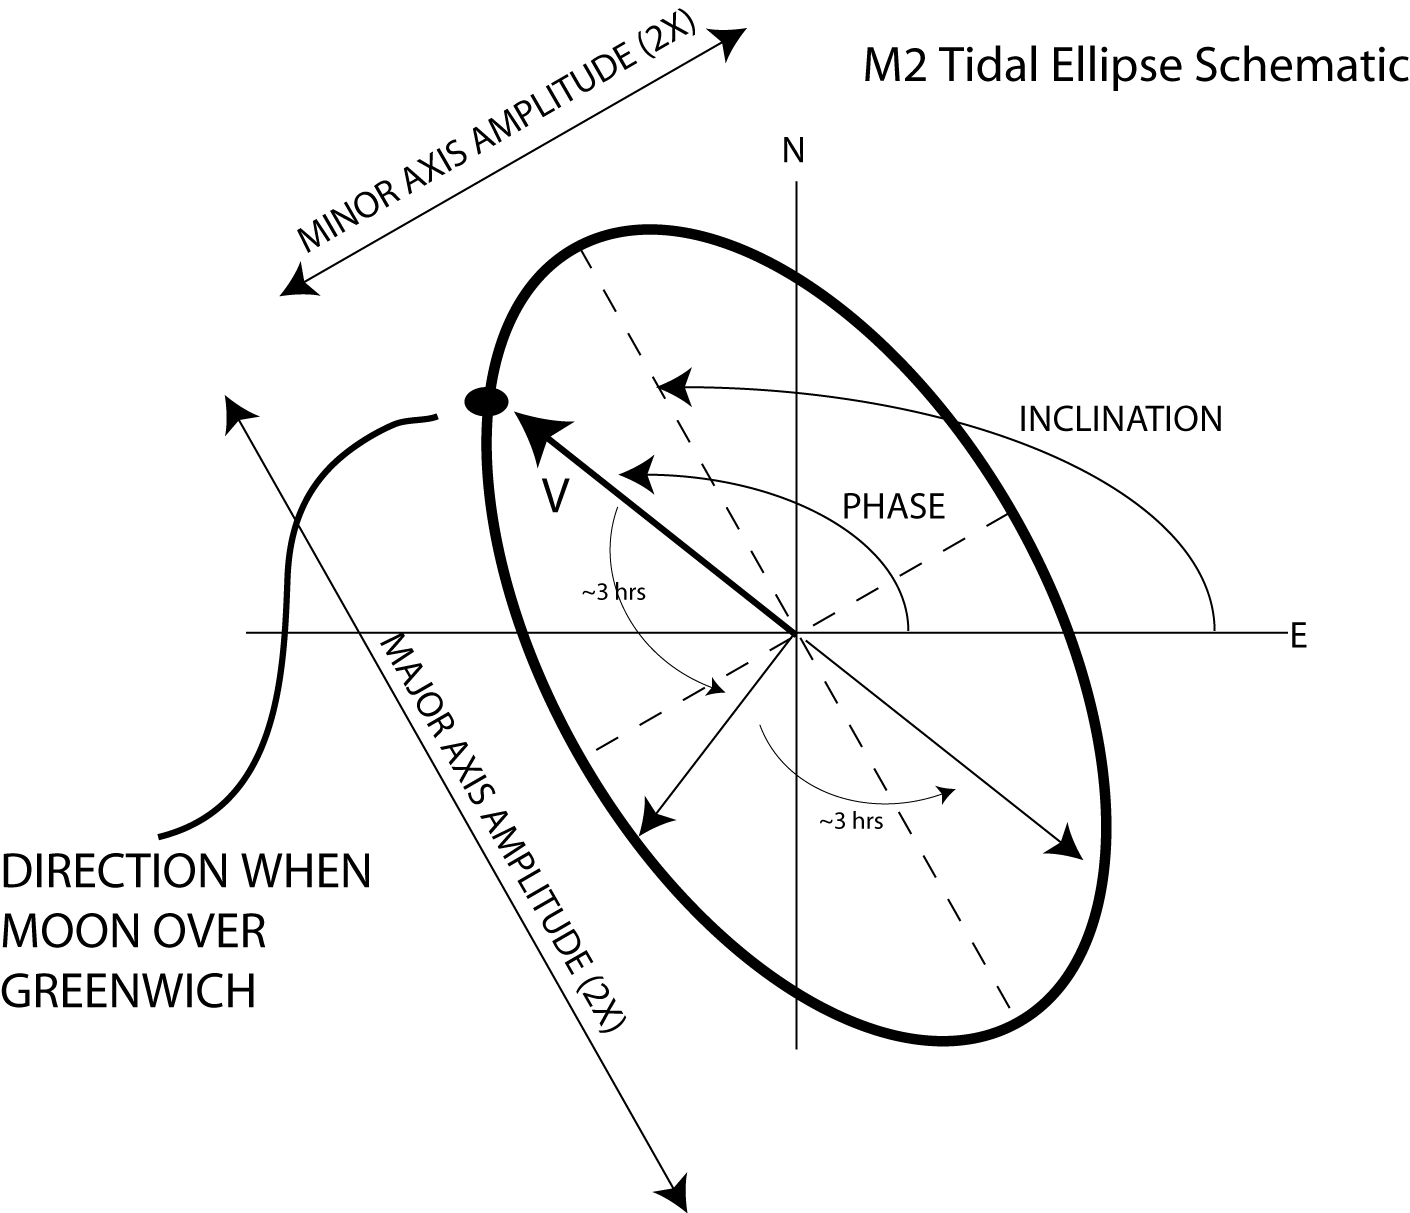 M2 Tidal Ellipse Schematic
MINOR AXIS AMPLITUDE (2X)
N
INCLINATION
PHASE
V
~3 hrs
E
MAJOR AXIS AMPLITUDE (2X)
~3 hrs
DIRECTION WHEN
MOON OVER
GREENWICH